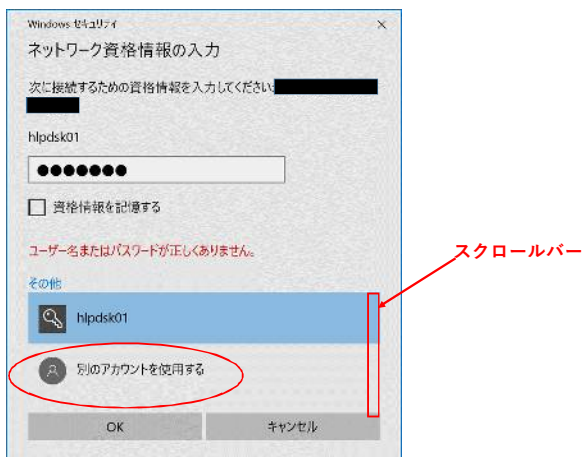 Windows セキュリティ
ネットワーク資格情報の入力
次に接続するための資格情報を入力してください:
hlpdsk01
資格情報を記憶する
ユーザー名またはパスワードが正しくありません。
スクロールバー
その他
hlpdsk01
別のアカウントを使用する
OK キャンセル